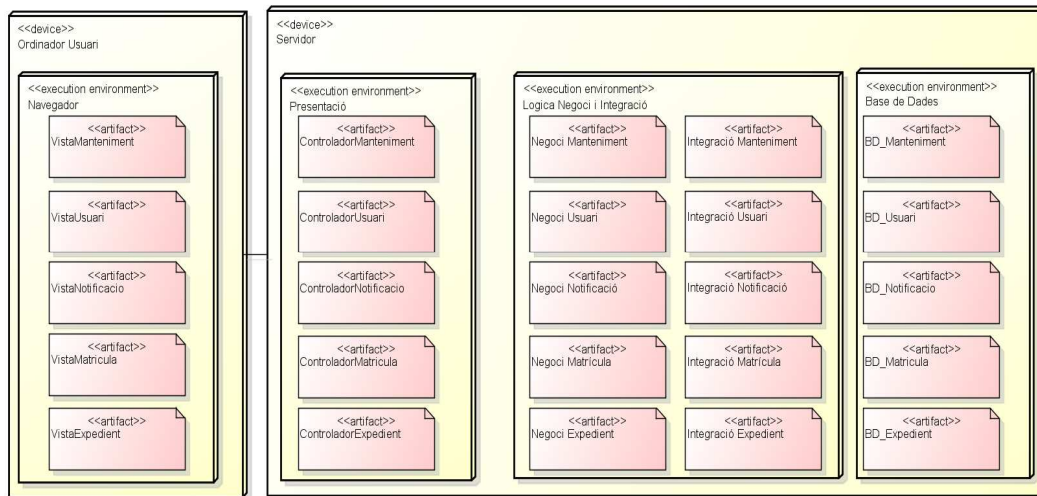 <<device>>
Ordinador Usuari
<<execution environment>>
Navegador
<<artifact>>
VistaManteniment
<<artifact>>
VistaUsuari
<<artifact>>
VistaNotificacio
<<artifact>>
VistaMatricula
<<artifact>>
VistaExpedient
<<device>>
Servidor
<<execution environment>>
Presentació
<<artifact>>
ControladorManteniment
<<artifact>>
ControladorUsuari
<<artifact>>
ControladorNotificacio
<<artifact>>
ControladorMatricula
<<artifact>>
ControladorExpedient
<<execution environment>>
Logica Negoci i Integració
<<artifact>>
Negoci Manteniment
<<artifact>>
Negoci Usuari
<<artifact>>
Negoci Notificació
<<artifact>>
Negoci Matrícula
<<artifact>>
Negoci Expedient
<<artifact>>
Integració Manteniment
<<artifact>>
Integració Usuari
<<artifact>>
Integració Notificació
<<artifact>>
Integració Matrícula
<<artifact>>
Integració Expedient
<<execution environment>>
Base de Dades
<<artifact>>
BD_Manteniment
<<artifact>>
BD_Usuari
<<artifact>>
BD_Notificacio
<<artifact>>
BD_Matricula
<<artifact>>
BD_Expedient